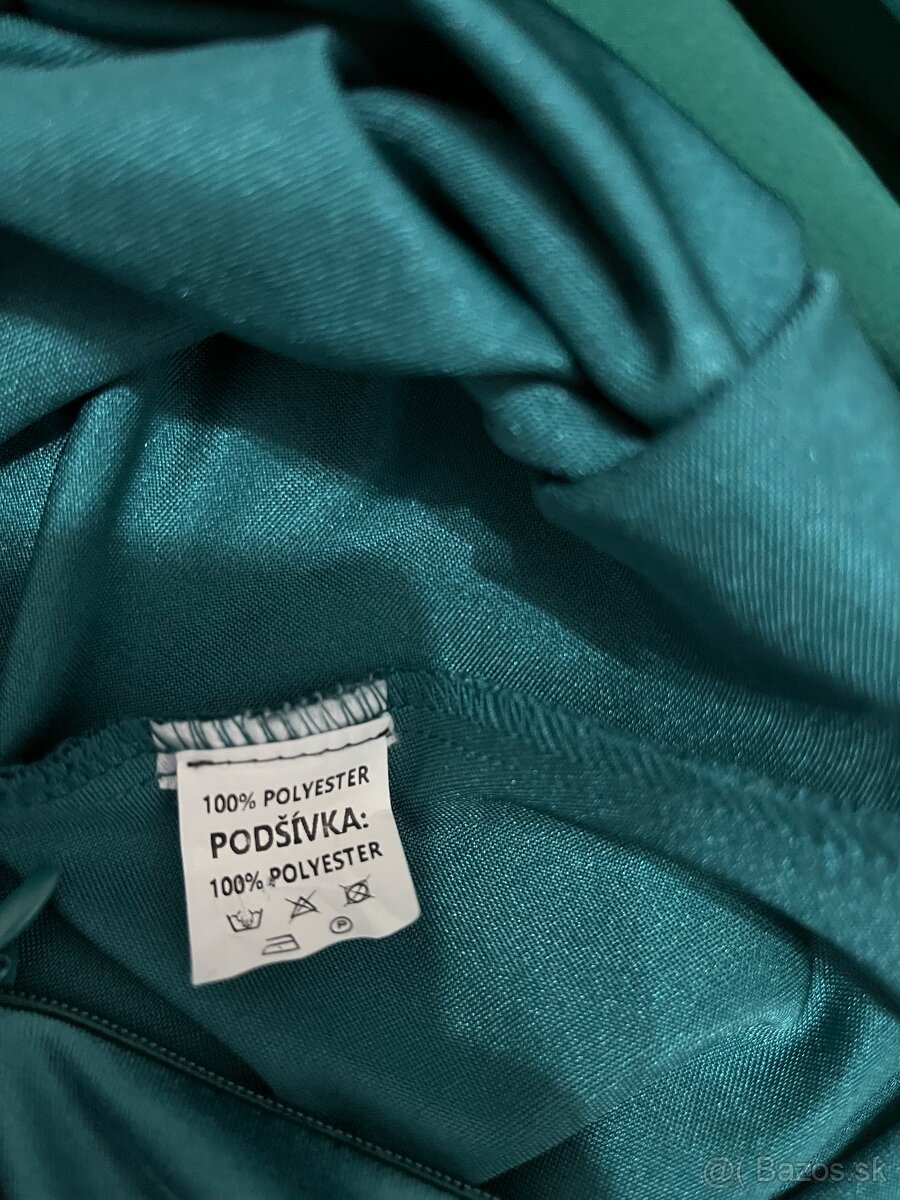 100% POLYESTER
PODŠÍVKA:
100% POLYESTER
P
@( Bazos.sk